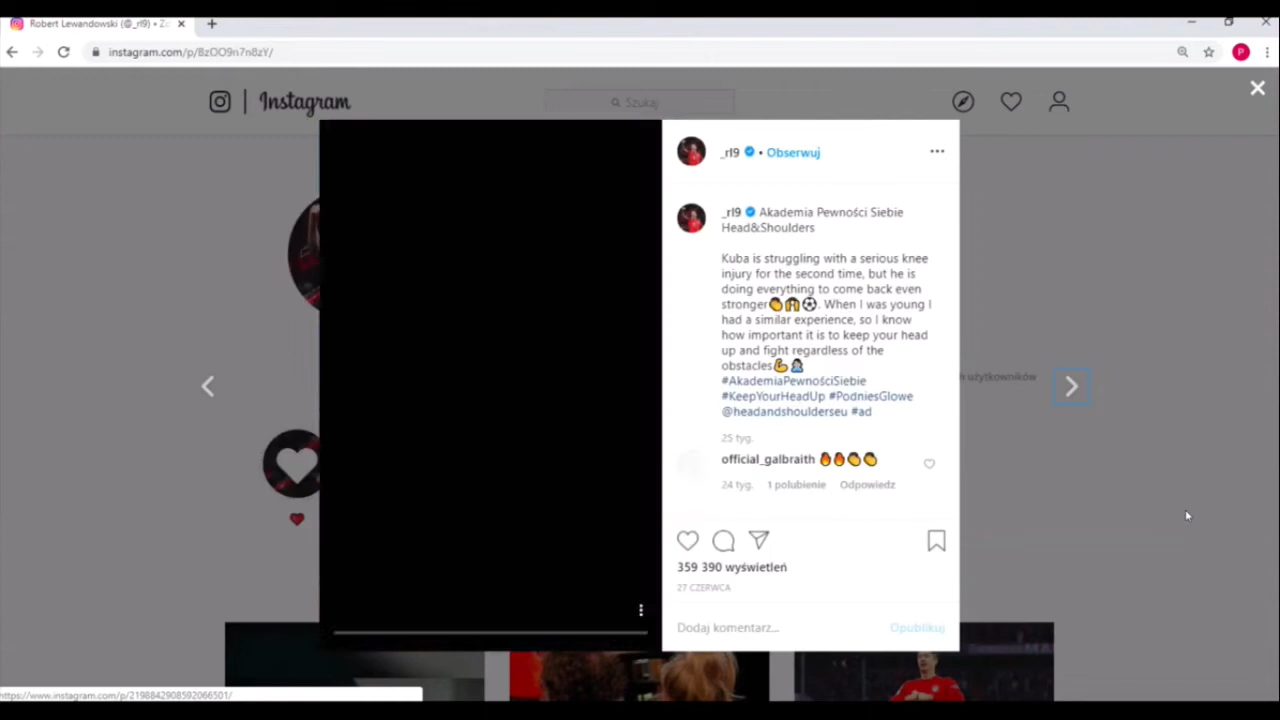 Robert Lewandowski (@_rl9) • Z
instagram.com/p/BzDO9n7n8zY/
P
Instagram
Szukaj
_rl9 • Obserwuj
_rl9 Akademia Pewności Siebie
Head&Shoulders
Kuba is struggling with a serious knee
injury for the second time, but he is
doing everything to come back even
stronger👏🙌⚽. When I was young I
had a similar experience, so I know
how important it is to keep your head
up and fight regardless of the
obstacles💪
#AkademiaPewnościSiebie
#KeepYourHeadUp #PodniesGlowe
@headandshoulderseu #ad
h użytkowników
25 tyg.
official_galbraith 🔥🔥👏👏
24 tyg. 1 polubienie Odpowiedz
359 390 wyświetleń
27 CZERWCA
Dodaj komentarz... Opublikuj
https://www.instagram.com/p/2198842908592066501/